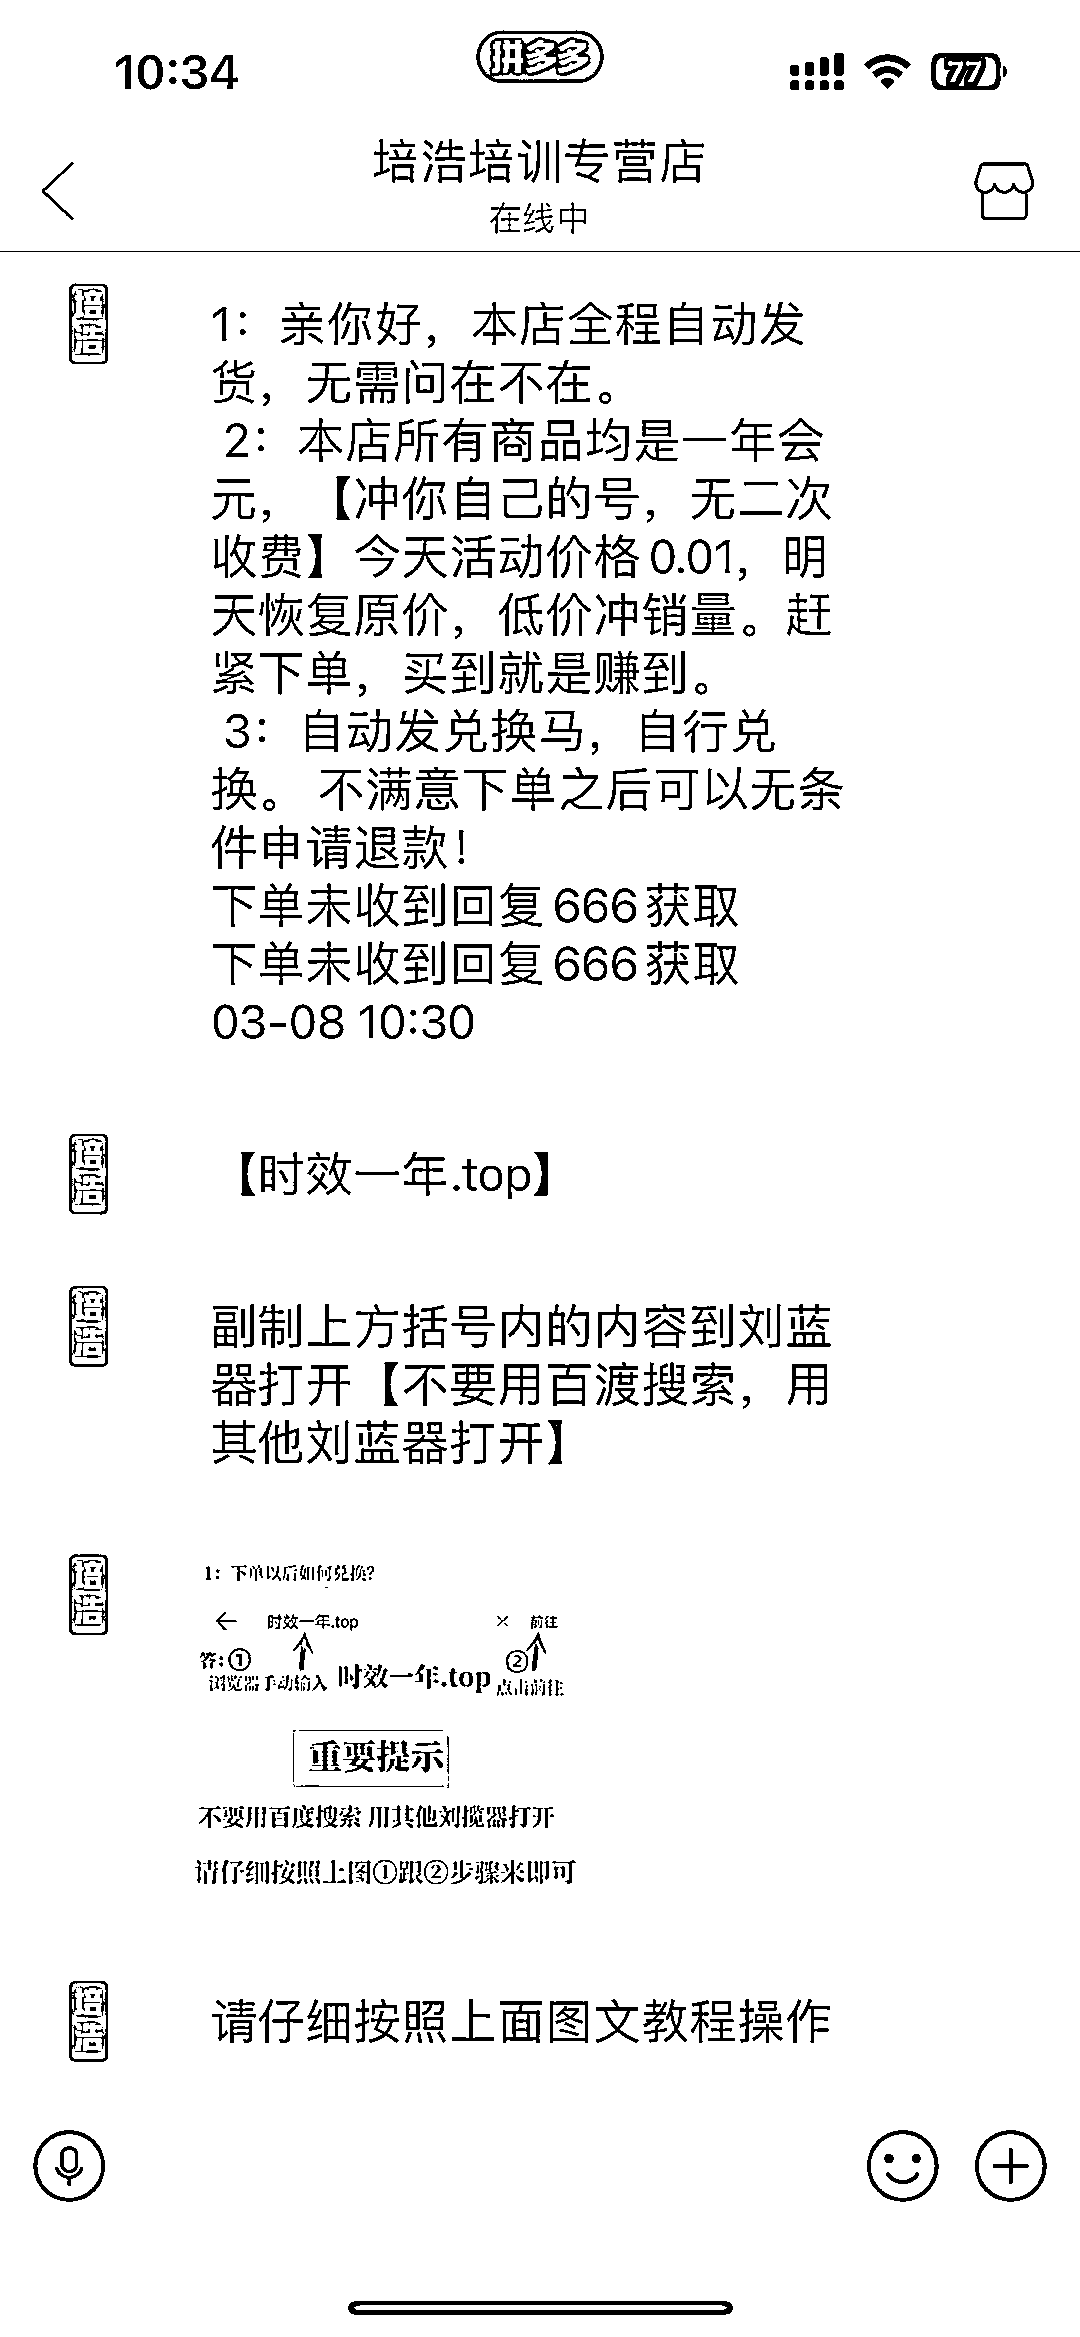 10:34
拼多多
77
培浩培训专营店
在线中
培
浩
1：亲你好，本店全程自动发
货，无需问在不在。
2：本店所有商品均是一年会
元，【冲你自己的号，无二次
收费】今天活动价格0.01，明
天恢复原价，低价冲销量。赶
紧下单，买到就是赚到。
3：自动发兑换马，自行兑
换。 不满意下单之后可以无条
件申请退款！
下单未收到回复666获取
下单未收到回复666获取
03-08 10:30
培
浩
【时效一年.top】
培
浩
副制上方括号内的内容到刘蓝
器打开【不要用百渡搜索，用
其他刘蓝器打开】
培
浩
1：下单以后如何兑换？
时效一年.top × 前往
答：① ②
浏览器手动输入 时效一年.top 点击前往
重要提示
不要用百度搜索 用其他刘揽器打开
请仔细按照上图①跟②步骤来即可
培
浩
请仔细按照上面图文教程操作